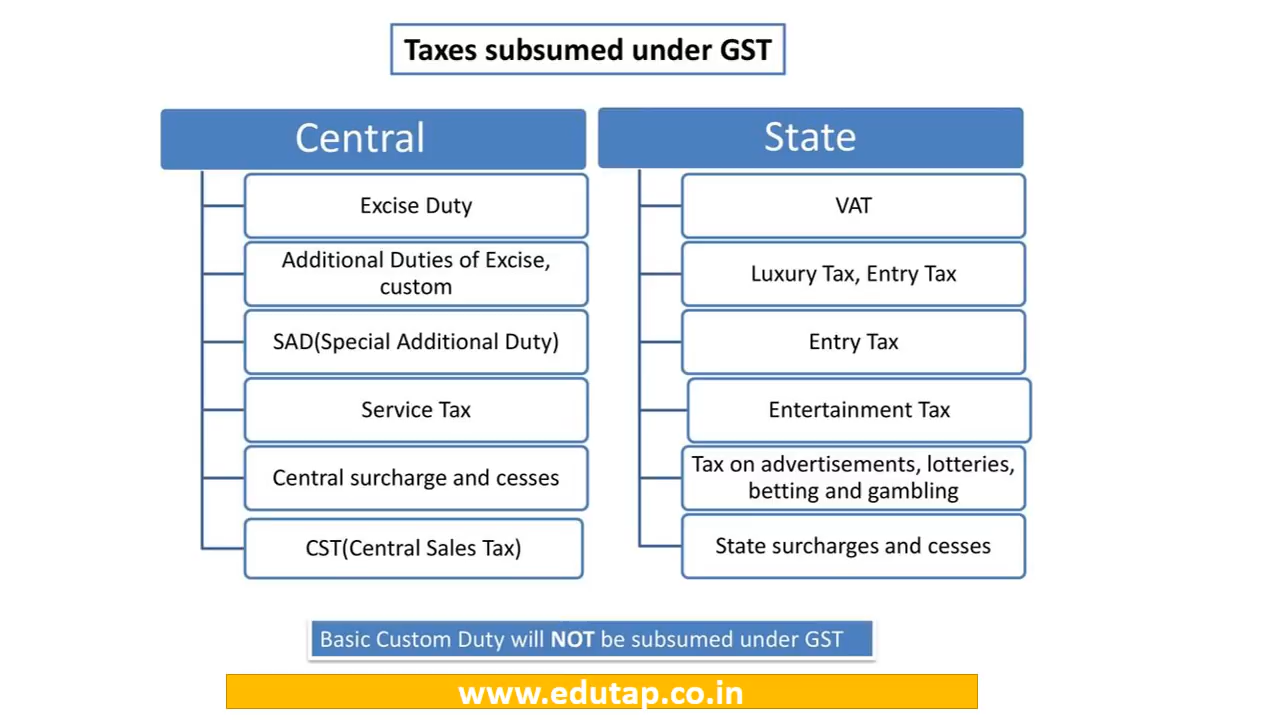 Taxes subsumed under GST
Central
Excise Duty
Additional Duties of Excise,
custom
SAD(Special Additional Duty)
Service Tax
Central surcharge and cesses
CST(Central Sales Tax)
State
VAT
Luxury Tax, Entry Tax
Entry Tax
Entertainment Tax
Tax on advertisements, lotteries,
betting and gambling
State surcharges and cesses
Basic Custom Duty will NOT be subsumed under GST
www.edutap.co.in